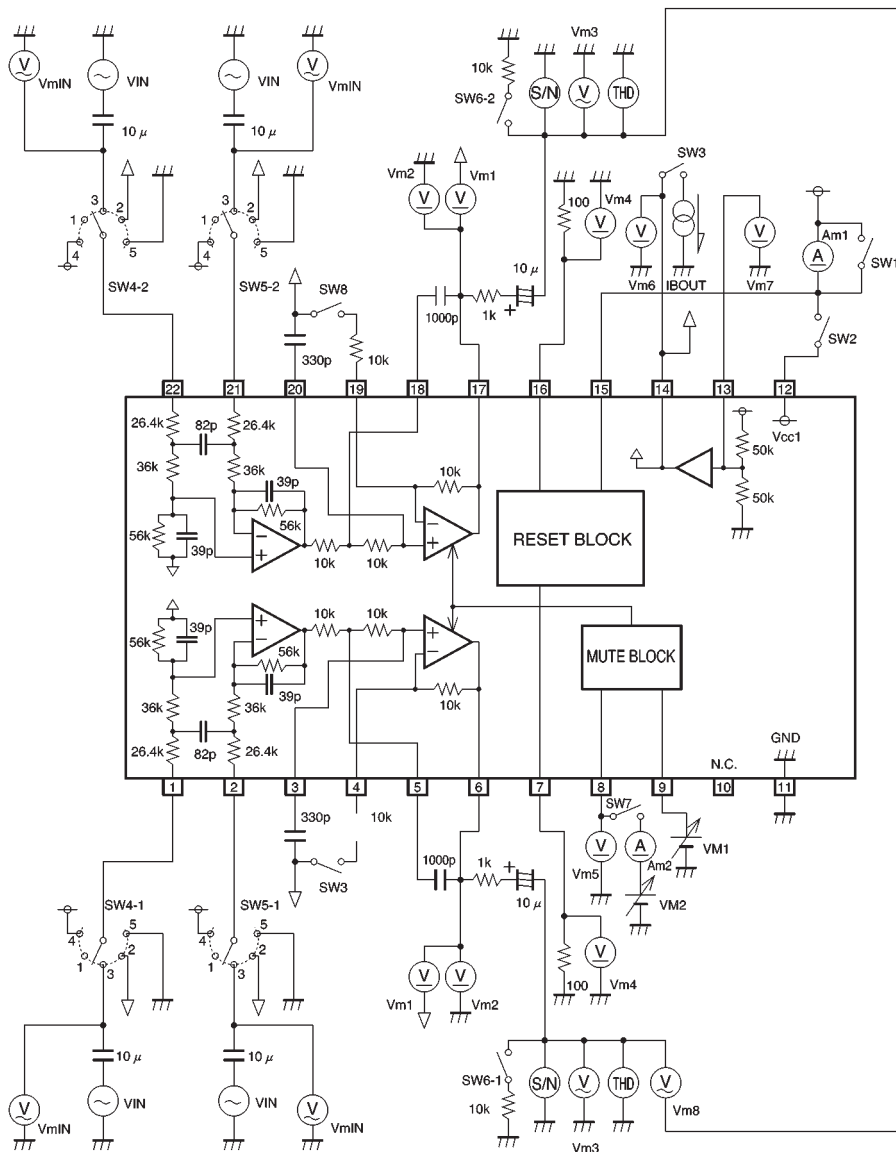 Vm3
10k
S/N V THD
V VmIN VIN VIN V VmIN
SW6-2
10 μ 10 μ
Vm2 Vm1 SW3
100 Vm4
V V V V V Am1
A SW1
3 3
1 2 1 2
4 5 4 5
10 μ
Vm6 IBOUT Vm7
SW4-2 SW5-2 SW8
1000p 1k +
SW2
330p 10k
22 21 20 19 18 17 16 15 14 13 12
26.4k 82p 26.4k
Vcc1
50k
36k 36k
39p 10k
50k
56k
56k 39p
− +
− +
10k 10k
RESET BLOCK
10k 10k
39p
56k
+ −
+ −
56k
MUTE BLOCK
39p 10k
36k 36k
GND
26.4k 82p 26.4k
N.C.
1 2 3 4 5 6 7 8 9 10 11
330p 10k
SW7
1000p 1k +
V A VM1
Vm5 Am2
SW3
10 μ
VM2
SW4-1 SW5-1
4 5 4 5
1 2 1 2
3 3
V V V
100 Vm4
Vm1 Vm2
10 μ 10 μ
SW6-1 S/N V THD V
V VIN VIN V
10k Vm8
VmIN VmIN
Vm3